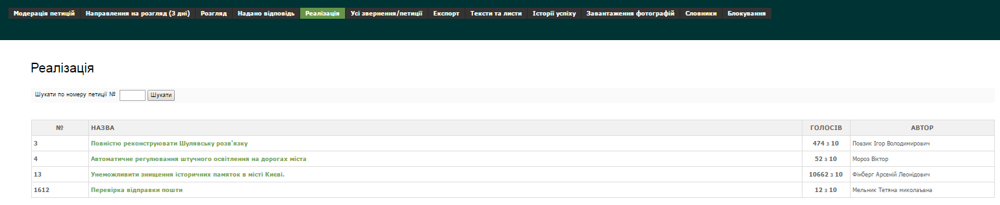 Модерація петицій Направлення на розгляд (3 дні) Розгляд Надано відповідь Реалізація Усі звернення/петиції Експорт Тексти та листи Історії успіху Завантаження фотографій Словники Блокування
Реалізація
Шукати по номеру петиції № Шукати
№ НАЗВА ГОЛОСІВ АВТОР
3 Повністю реконструювати Шулявську розв'язку 474 з 10 Повзик Ігор Володимирович
4 Автоматичне регулювання штучного освітлення на дорогах міста 52 з 10 Мороз Віктор
13 Унеможливити знищення історичних памяток в місті Києві. 10662 з 10 Фінберг Арсеній Леонідович
1612 Перевірка відправки пошти 12 з 10 Мельник Тетяна миколаъвна